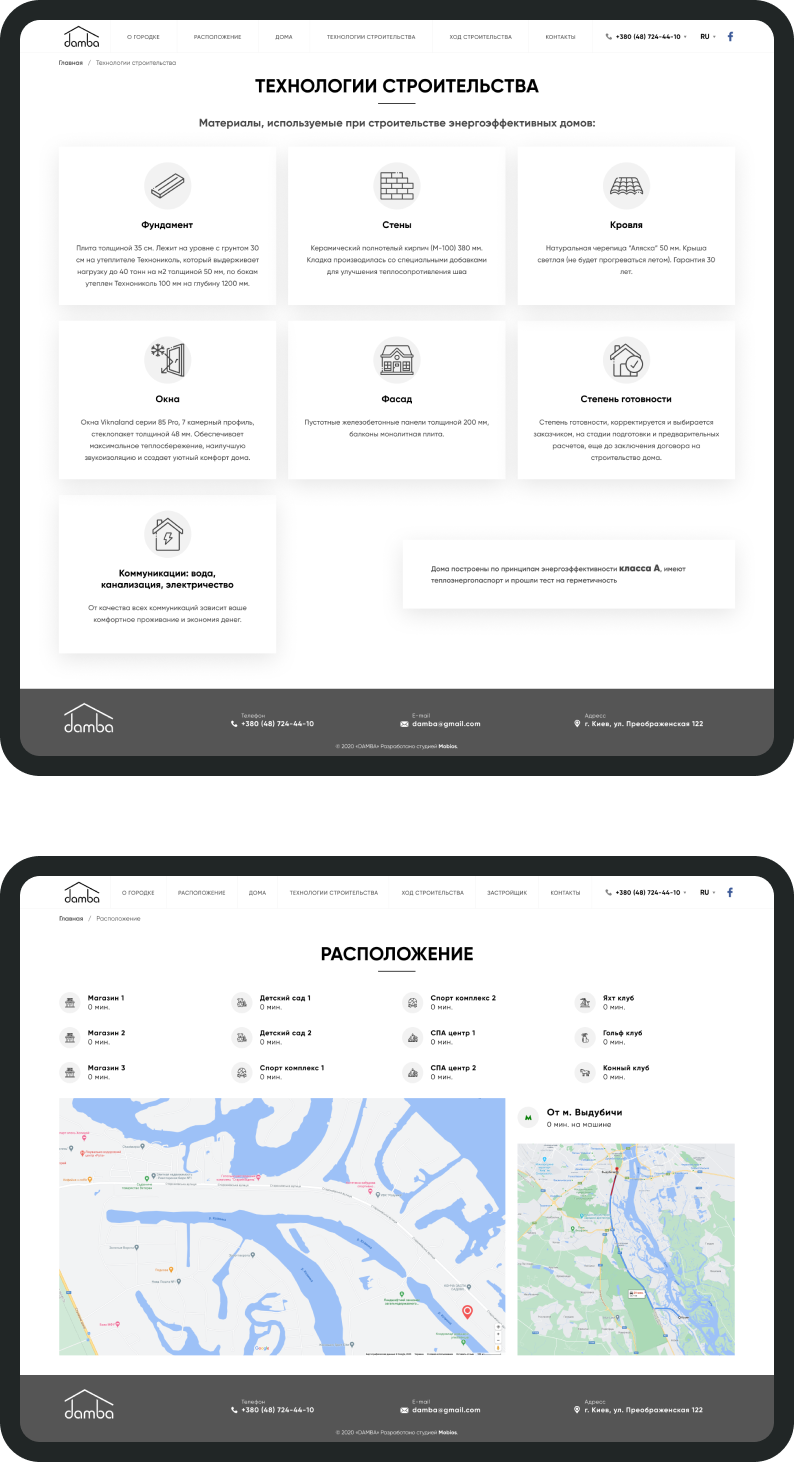 damba
О ГОРОДКЕ РАСПОЛОЖЕНИЕ ДОМА ТЕХНОЛОГИИ СТРОИТЕЛЬСТВА ХОД СТРОИТЕЛЬСТВА КОНТАКТЫ +380 (48) 724-44-10 RU
Главная / Технологии строительства
ТЕХНОЛОГИИ СТРОИТЕЛЬСТВА
Материалы, используемые при строительстве энергоэффективных домов:
Фундамент
Плита толщиной 35 см. Лежит на уровне с грунтом 30
см на утеплителе Технониколь, который выдерживает
нагрузку до 40 тонн на м2 толщиной 50 мм, по бокам
утеплен Технониколь 100 мм на глубину 1200 мм.
Стены
Керамический полнотелый кирпич (М-100) 380 мм.
Кладка производилась со специальными добавками
для улучшения теплосопротивления шва
Кровля
Натуральная черепица "Аляска" 50 мм. Крыша
светлая (не будет прогреваться летом). Гарантия 30
лет.
Окна
Окна Viknaland серии 85 Pro, 7 камерный профиль,
стеклопакет толщиной 48 мм. Обеспечивает
максимальное теплосбережение, наилучшую
звукоизоляцию и создает уютный комфорт дома.
Фасад
Пустотные железобетонные панели толщиной 200 мм,
балконы монолитная плита.
Степень готовности
Степень готовности, корректируется и выбирается
заказчиком, на стадии подготовки и предварительных
расчетов, еще до заключения договора на
строительство дома.
Коммуникации: вода,
канализация, электричество
От качества всех коммуникаций зависит ваше
комфортное проживание и экономия денег.
Дома построены по принципам энергоэффективности класса А, имеют
теплоэнергопаспорт и прошли тест на герметичность
damba
Телефон
+380 (48) 724-44-10
E-mail
damba@gmail.com
Адресс
г. Киев, ул. Преображенская 122
© 2020 «DAMBA» Разработано студией Mobios.
damba
О ГОРОДКЕ РАСПОЛОЖЕНИЕ ДОМА ТЕХНОЛОГИИ СТРОИТЕЛЬСТВА ХОД СТРОИТЕЛЬСТВА ЗАСТРОЙЩИК КОНТАКТЫ +380 (48) 724-44-10 RU
Главная / Расположение
РАСПОЛОЖЕНИЕ
Магазин 1
0 мин.
Детский сад 1
0 мин.
Спорт комплекс 2
0 мин.
Яхт клуб
0 мин.
Магазин 2
0 мин.
Детский сад 2
0 мин.
СПА центр 1
0 мин.
Гольф клуб
0 мин.
Магазин 3
0 мин.
Спорт комплекс 1
0 мин.
СПА центр 2
0 мин.
Конный клуб
0 мин.
От м. Выдубичи
0 мин. на машине
Google
damba
Телефон
+380 (48) 724-44-10
E-mail
damba@gmail.com
Адресс
г. Киев, ул. Преображенская 122
© 2020 «DAMBA» Разработано студией Mobios.